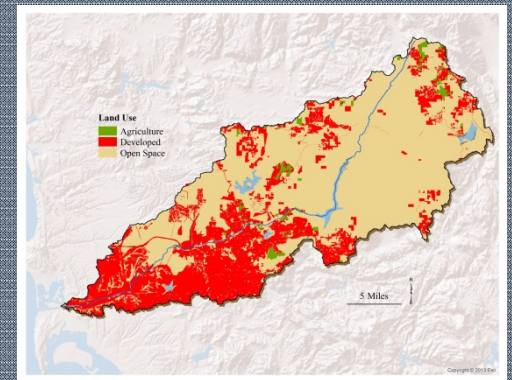 Land Use
Agriculture
Developed
Open Space
5 Miles
Copyright © 2013 Esri